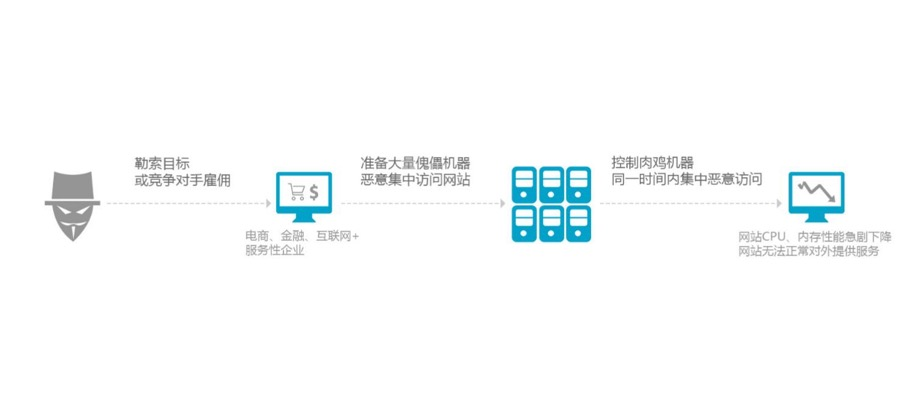 勒索目标
或竞争对手雇佣
$
电商、金融、互联网+
服务性企业
准备大量傀儡机器
恶意集中访问网站
控制肉鸡机器
同一时间内集中恶意访问
网站CPU、内存性能急剧下降
网站无法正常对外提供服务